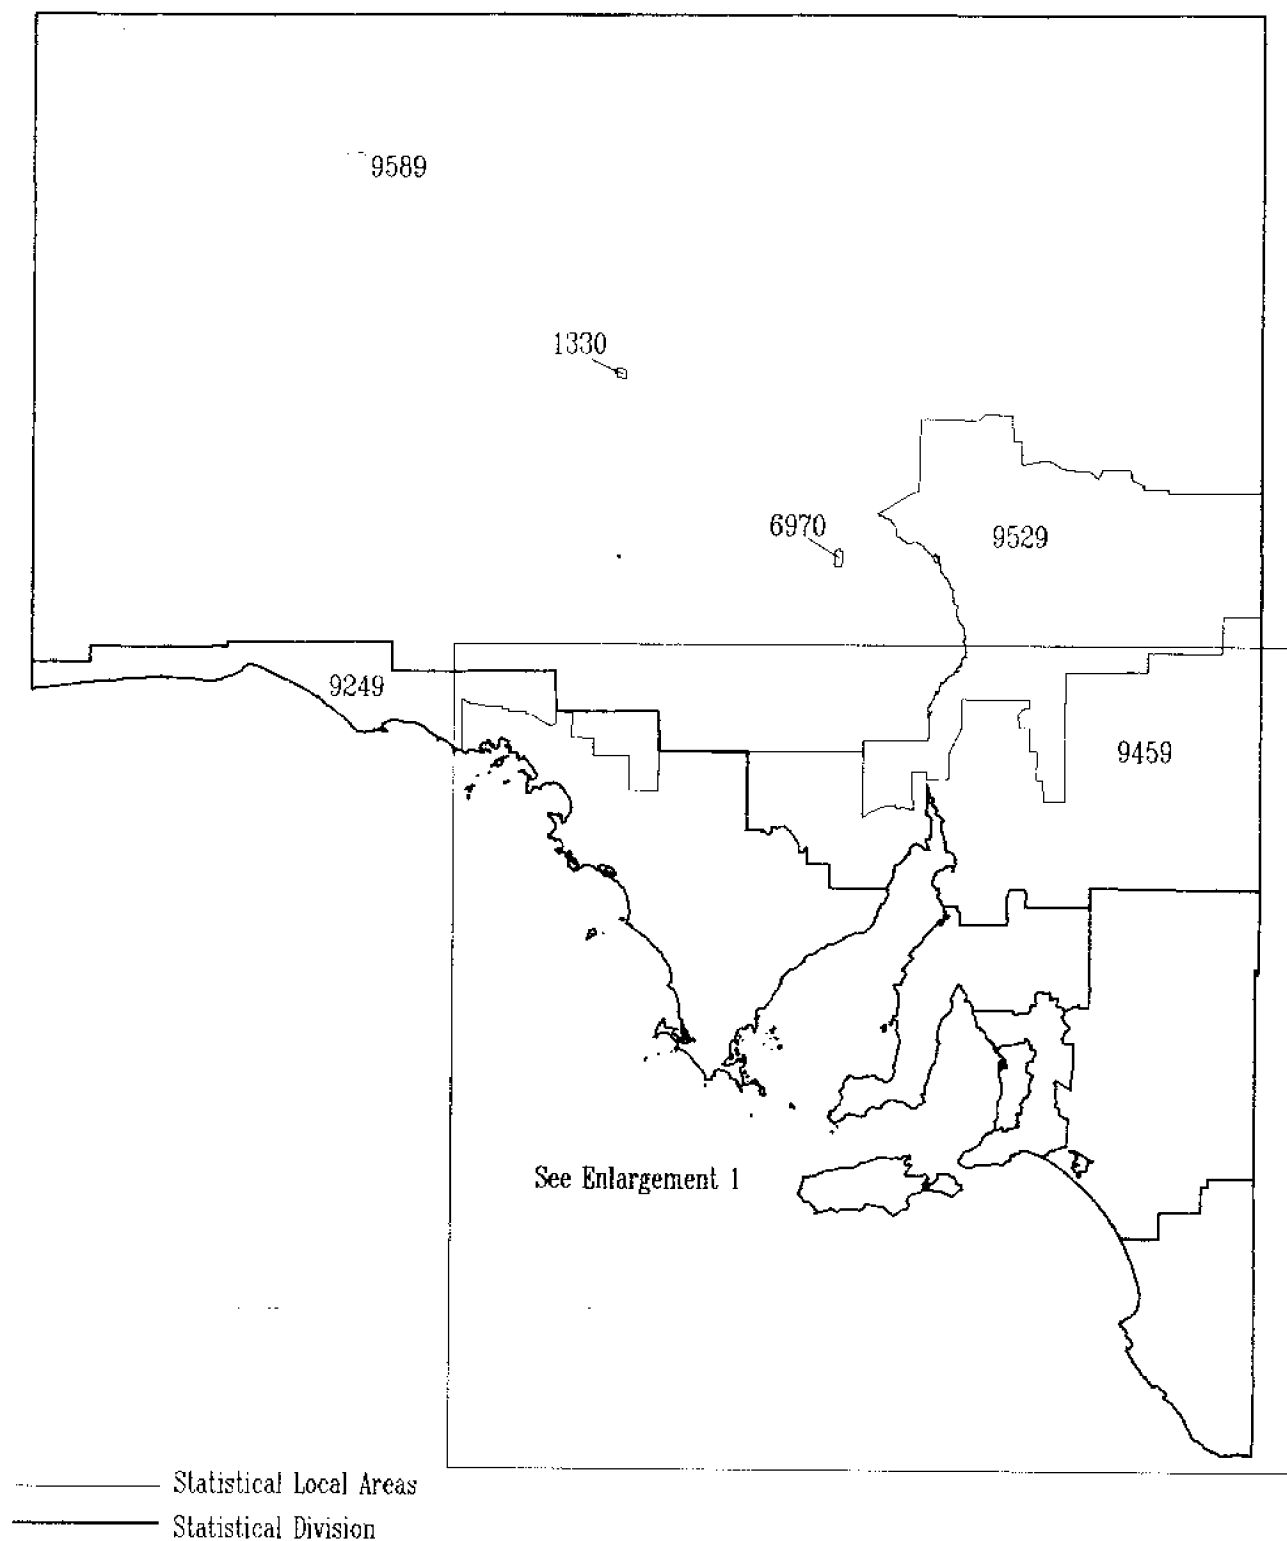 9589
1330
6970
9529
9249
9459
See Enlargement 1
Statistical Local Areas
Statistical Division